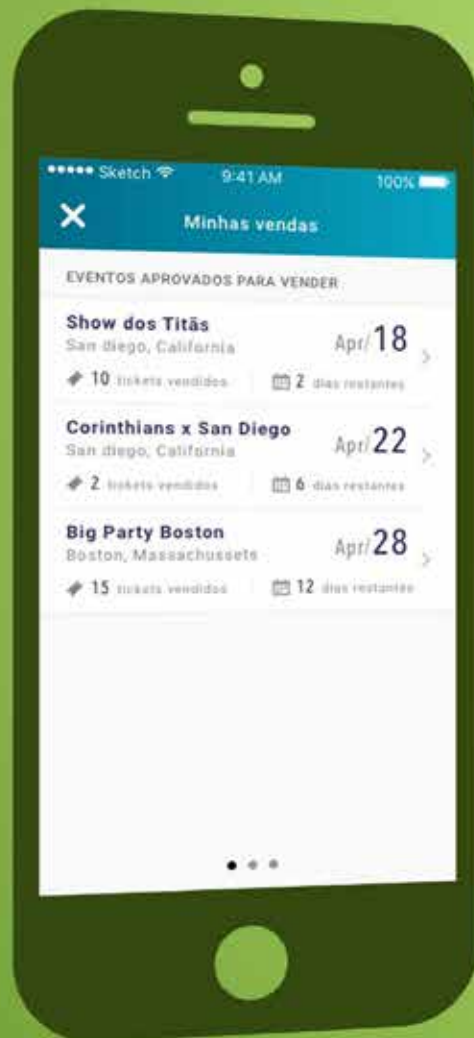 Sketch 9:41 AM 100%
Minhas vendas
EVENTOS APROVADOS PARA VENDER
Show dos Titãs
San diego, California
Apr/18
10 tickets vendidos 2 dias restantes
Corinthians x San Diego
San diego, California
Apr/22
2 tickets vendidos 6 dias restantes
Big Party Boston
Boston, Massachussets
Apr/28
15 tickets vendidos 12 dias restantes